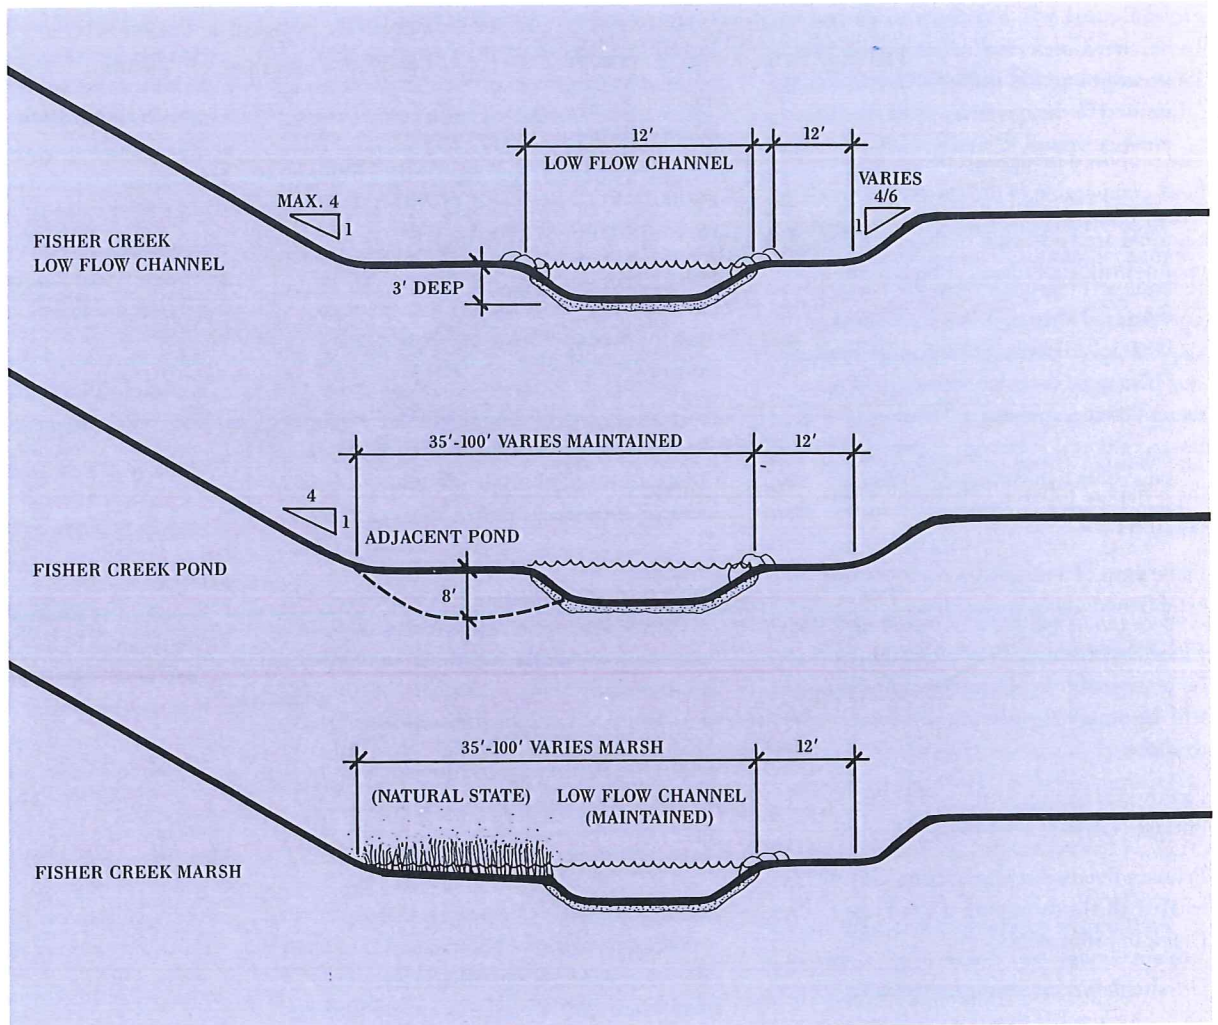 12' 12'
LOW FLOW CHANNEL
MAX. 4
1
VARIES
4/6
1
FISHER CREEK
LOW FLOW CHANNEL
3' DEEP
35'-100' VARIES MAINTAINED 12'
4
1
ADJACENT POND
FISHER CREEK POND
8'
35'-100' VARIES MARSH 12'
(NATURAL STATE) LOW FLOW CHANNEL
(MAINTAINED)
FISHER CREEK MARSH